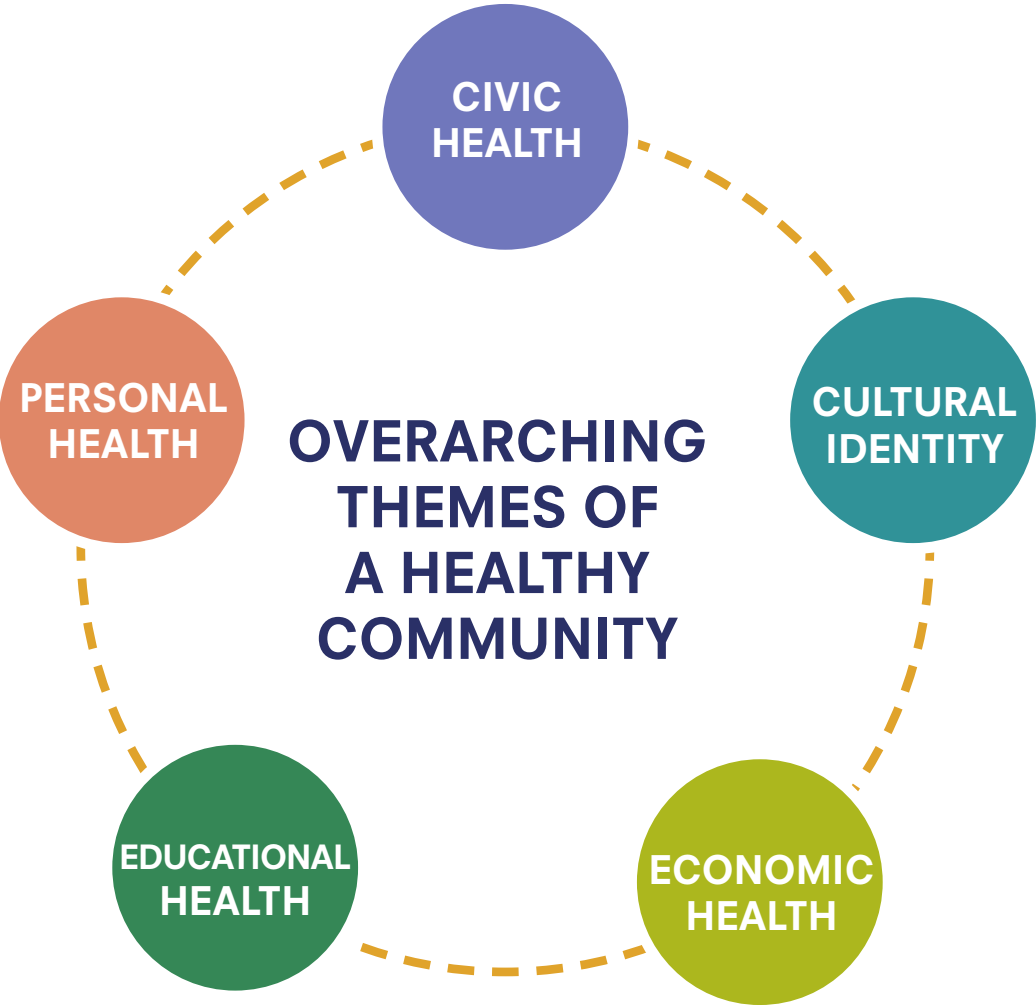 CIVIC
HEALTH
PERSONAL
HEALTH
CULTURAL
IDENTITY
OVERARCHING
THEMES OF
A HEALTHY
COMMUNITY
EDUCATIONAL
HEALTH
ECONOMIC
HEALTH